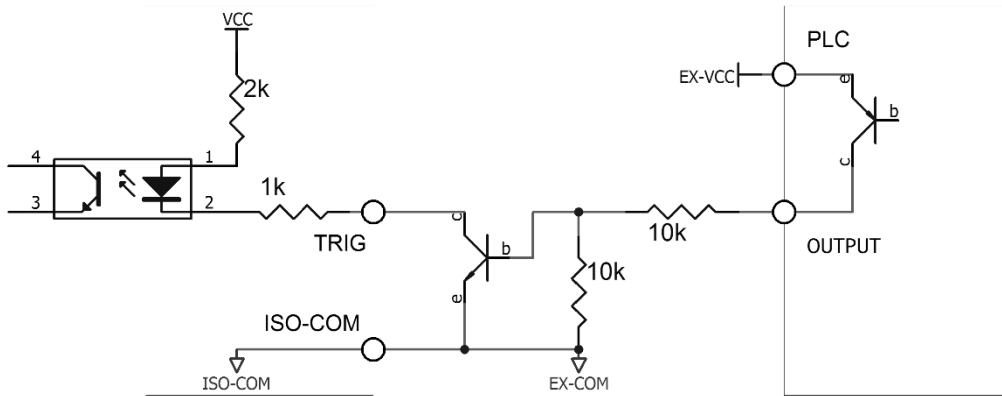 VCC
PLC
EX-VCC
e
b
c
2k
4
1
3
2
1k
TRIG
c
b
e
10k
10k
OUTPUT
ISO-COM
ISO-COM
EX-COM